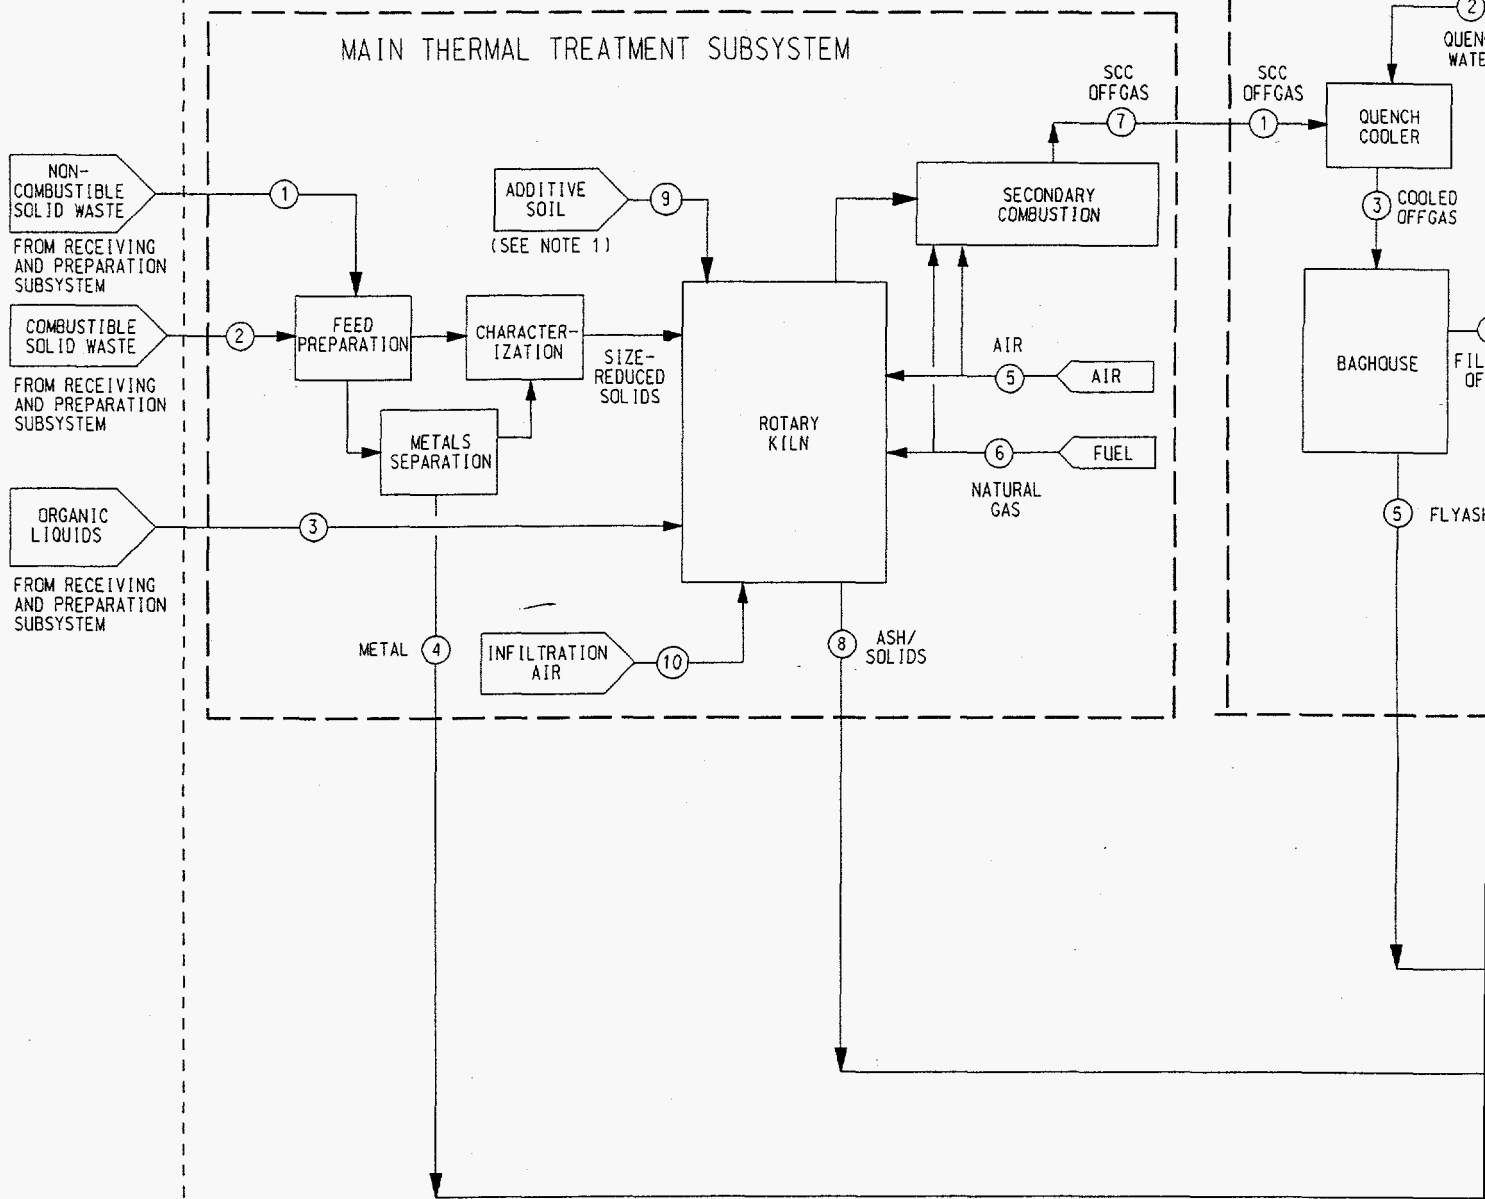 MAIN THERMAL TREATMENT SUBSYSTEM
NON-
COMBUSTIBLE
SOLID WASTE
FROM RECEIVING
AND PREPARATION
SUBSYSTEM
1
COMBUSTIBLE
SOLID WASTE
FROM RECEIVING
AND PREPARATION
SUBSYSTEM
2
ORGANIC
LIQUIDS
FROM RECEIVING
AND PREPARATION
SUBSYSTEM
3
FEED
PREPARATION
CHARACTER-
IZATION
METALS
SEPARATION
SIZE-
REDUCED
SOLIDS
METAL
4
ADDITIVE
SOIL
(SEE NOTE 1)
9
ROTARY
KILN
INFILTRATION
AIR
10
8
ASH/
SOLIDS
SECONDARY
COMBUSTION
AIR
5
AIR
6
FUEL
NATURAL
GAS
SCC
OFFGAS
7
SCC
OFFGAS
1
2
QUENCH
COOLER
3
COOLED
OFFGAS
BAGHOUSE
5